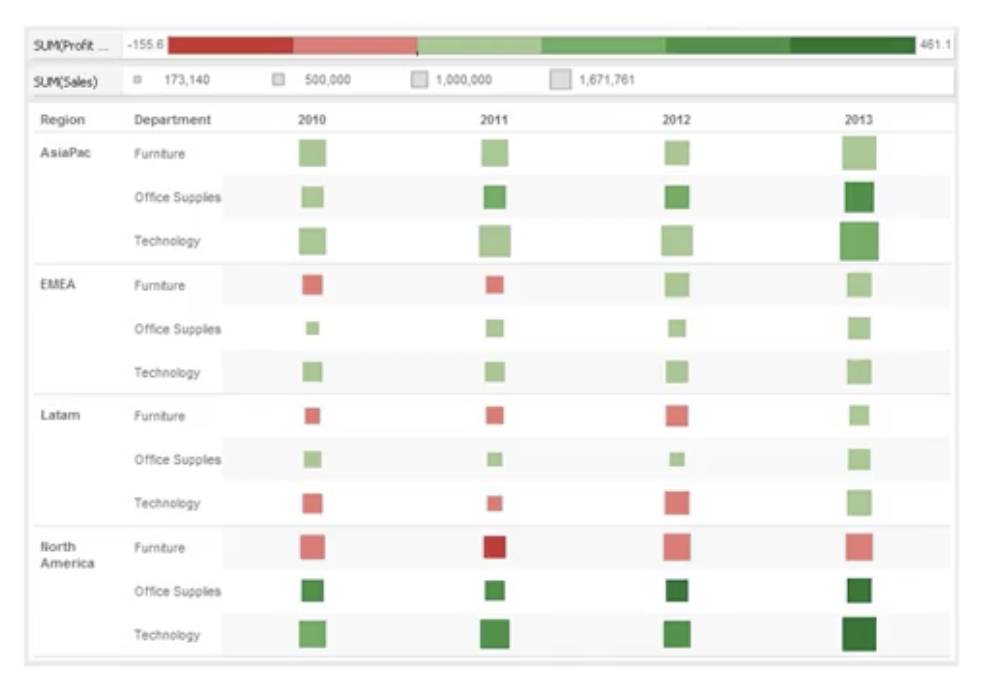 SUM(Profit ... -155.6 461.1
SUM(Sales) 173,140 500,000 1,000,000 1,671,761
Region Department 2010 2011 2012 2013
AsiaPac Furniture
Office Supplies
Technology
EMEA Furniture
Office Supplies
Technology
Latam Furniture
Office Supplies
Technology
North Furniture
America
Office Supplies
Technology